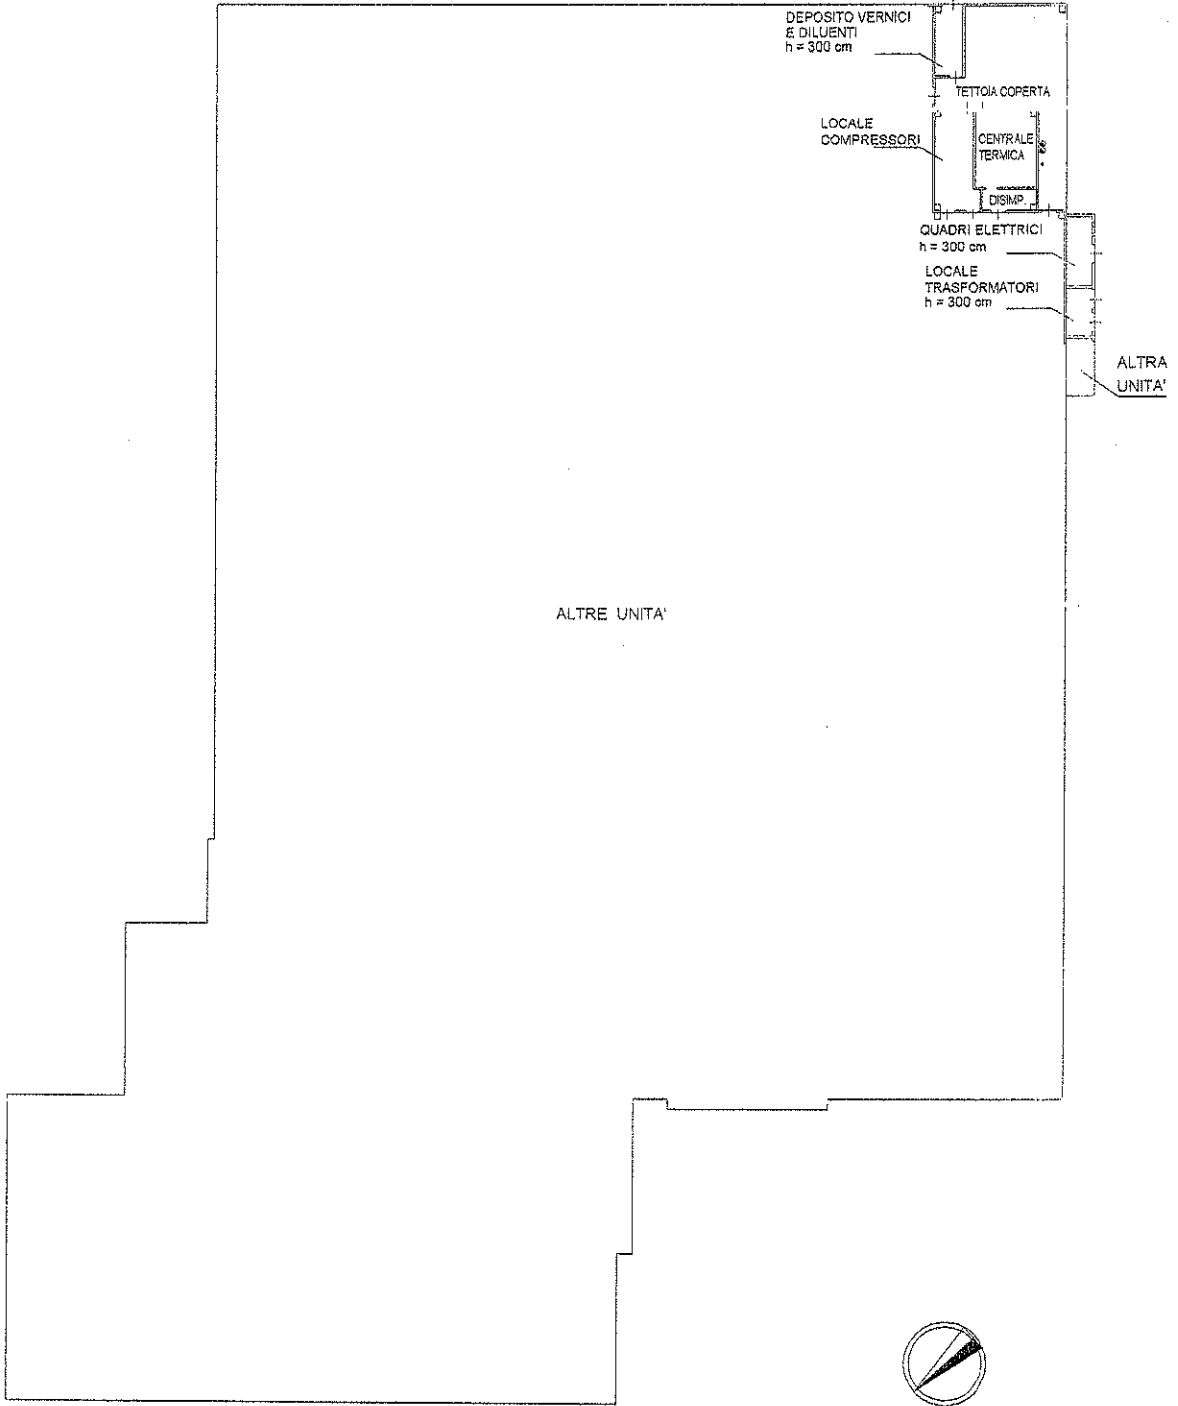 DEPOSITO VERNICI
E DILUENTI
h = 300 cm
TETTOIA COPERTA
LOCALE
COMPRESSORI
CENTRALE
TERMICA
DISIMP.
QUADRI ELETTRICI
h = 300 cm
LOCALE
TRASFORMATORI
h = 300 cm
ALTRA
UNITA'
ALTRE UNITA'